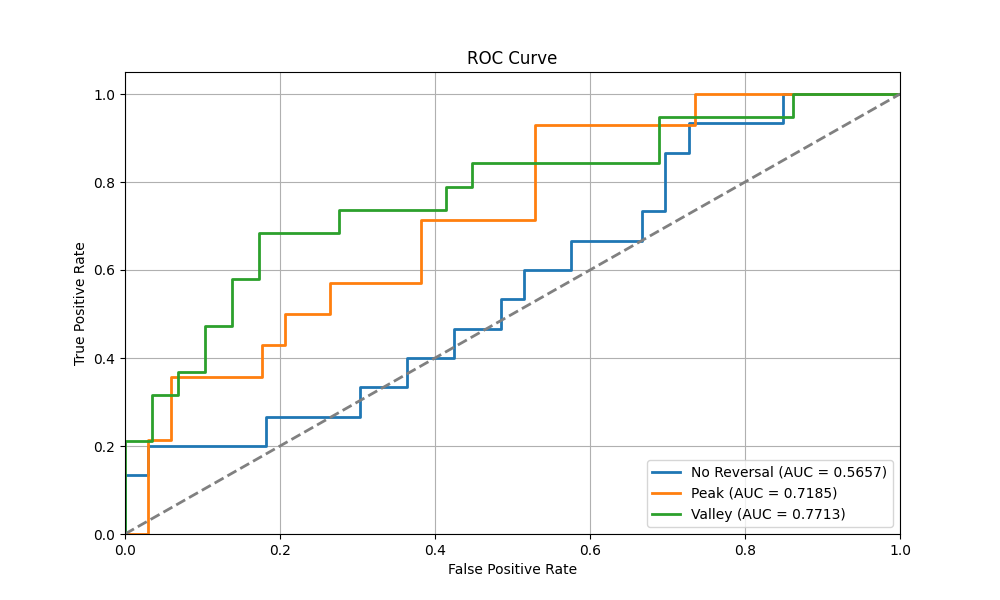 ROC Curve
1.0
0.8
0.6
0.4
0.2
0.0
True Positive Rate
0.0 0.2 0.4 0.6 0.8 1.0
False Positive Rate
No Reversal (AUC = 0.5657)
Peak (AUC = 0.7185)
Valley (AUC = 0.7713)